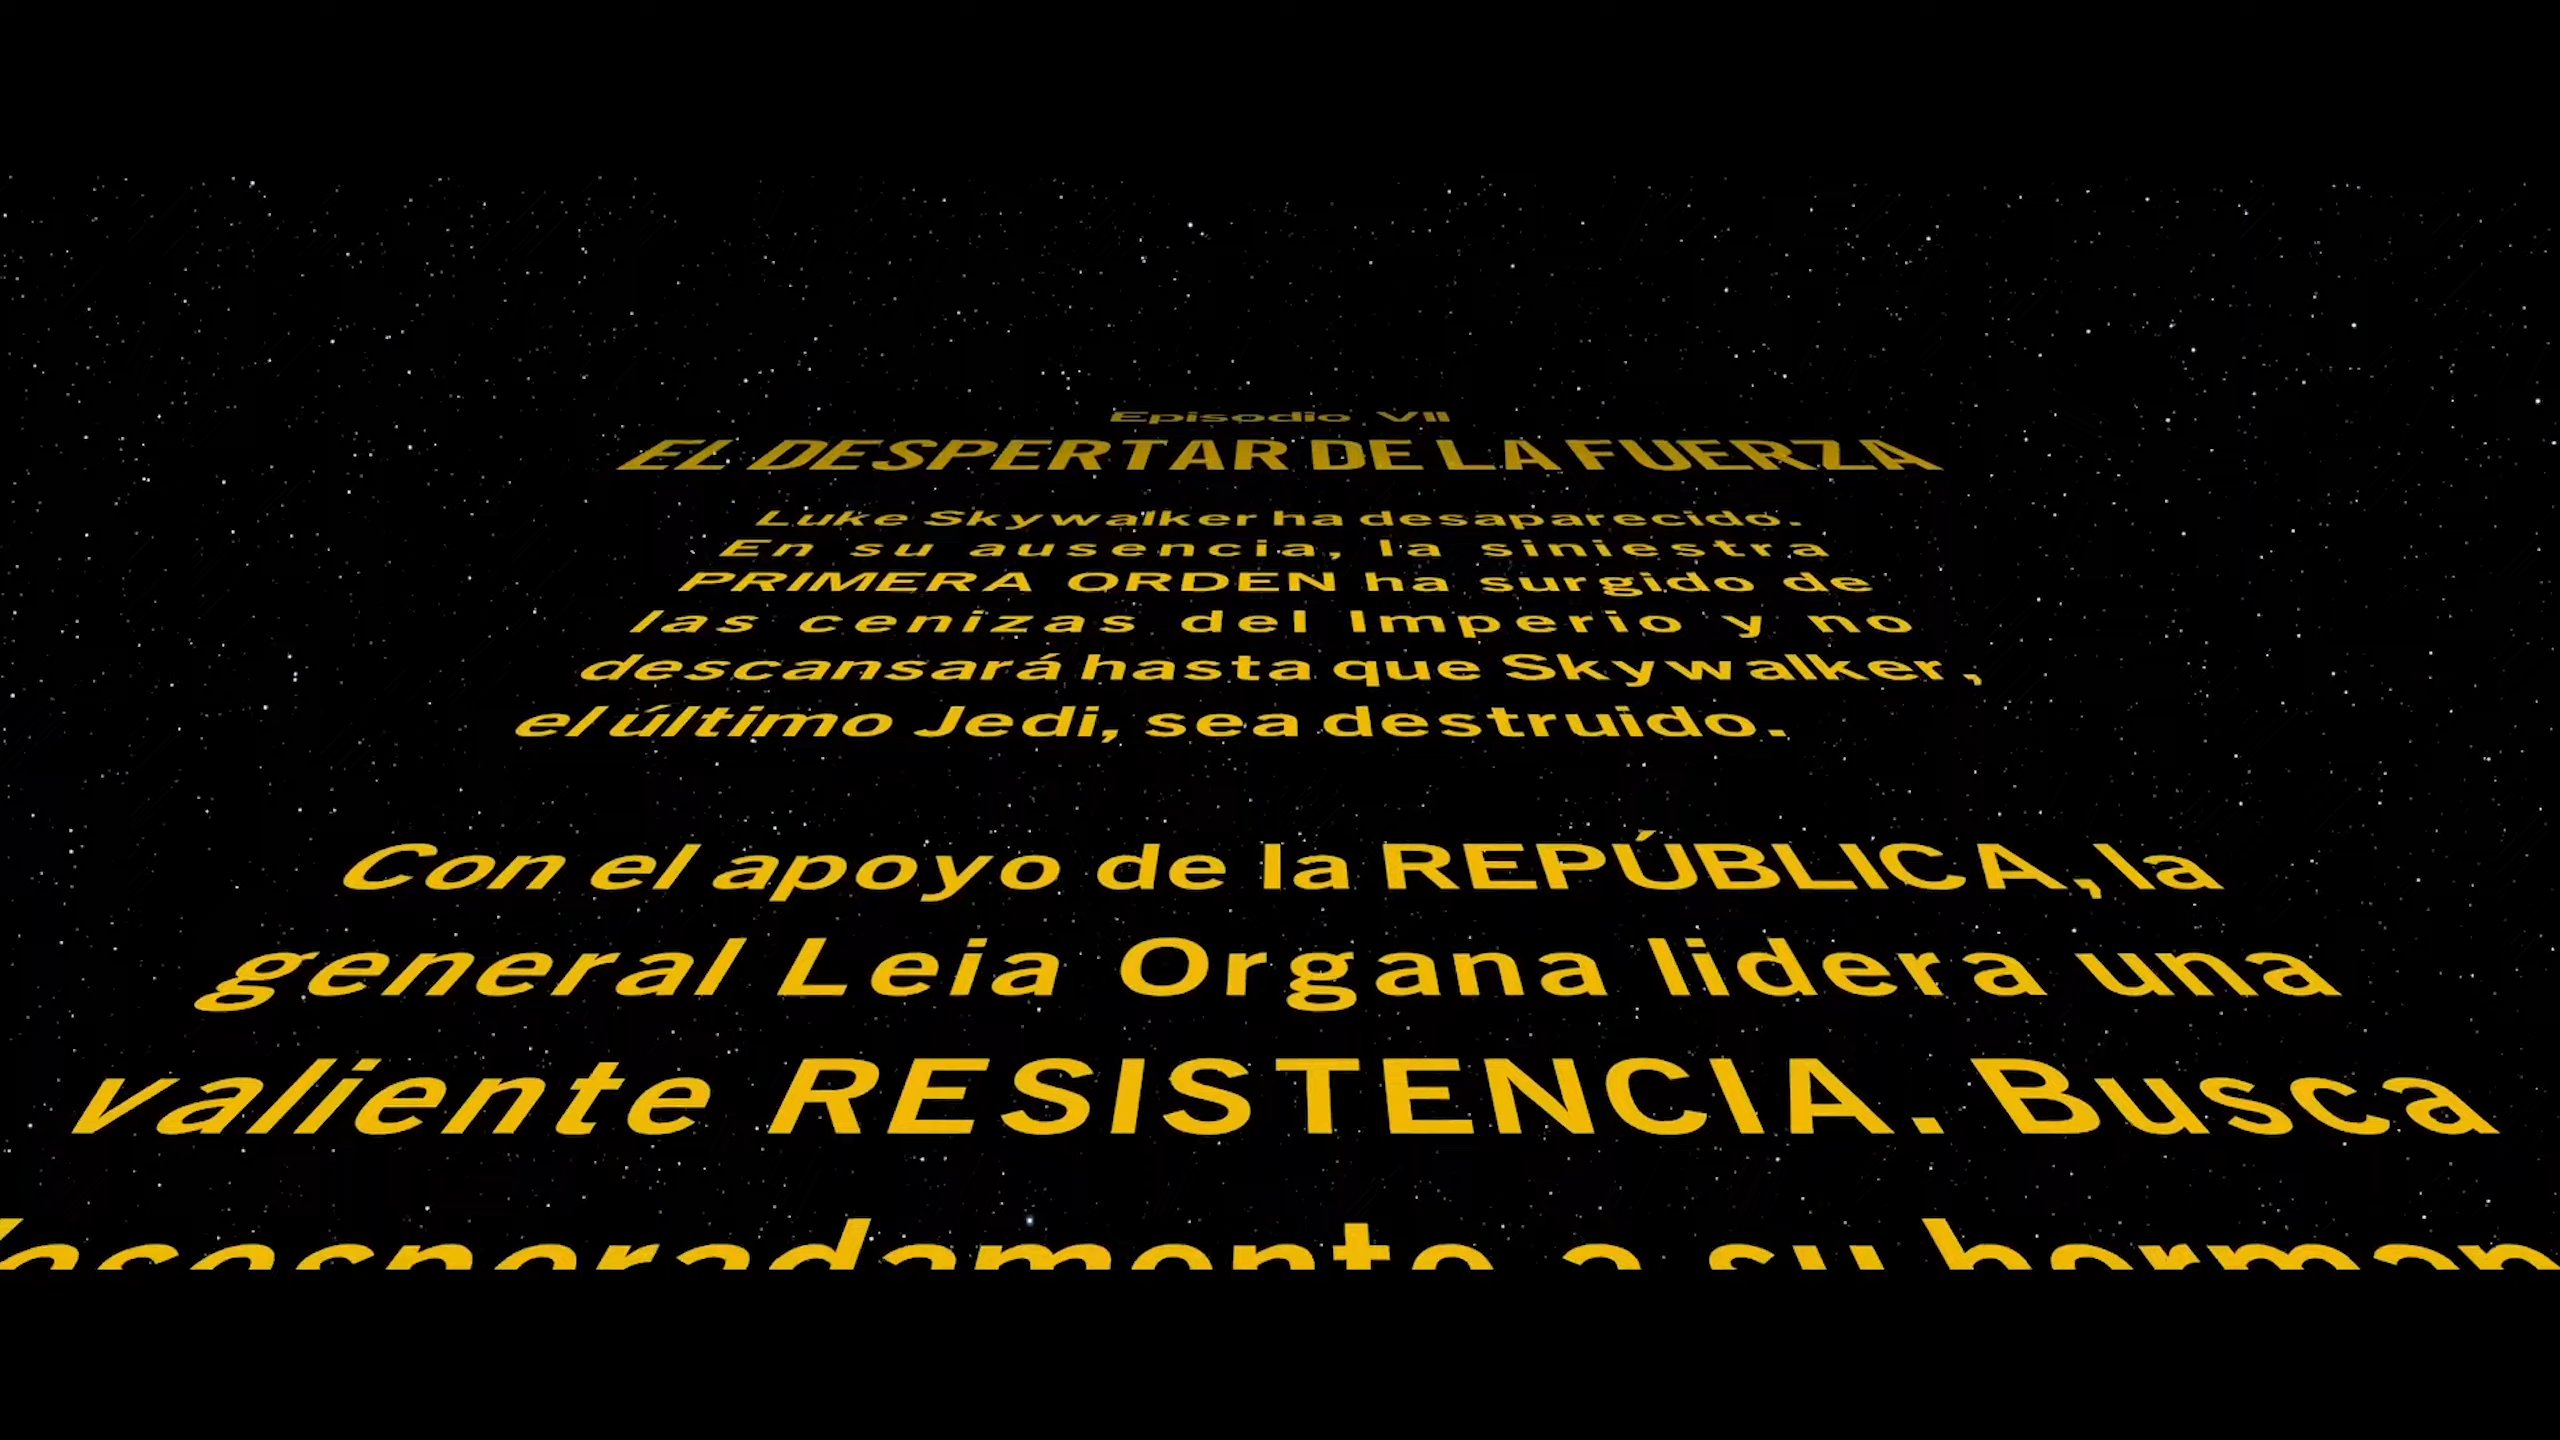 Episodio VII
EL DESPERTAR DE LA FUERZA
Luke Skywalker ha desaparecido.
En su ausencia, la siniestra
PRIMERA ORDEN ha surgido de
las cenizas del Imperio y no
descansará hasta que Skywalker,
el último Jedi, sea destruido.
Con el apoyo de la REPÚBLICA, la
general Leia Organa lidera una
valiente RESISTENCIA. Busca
desesperadamente a su